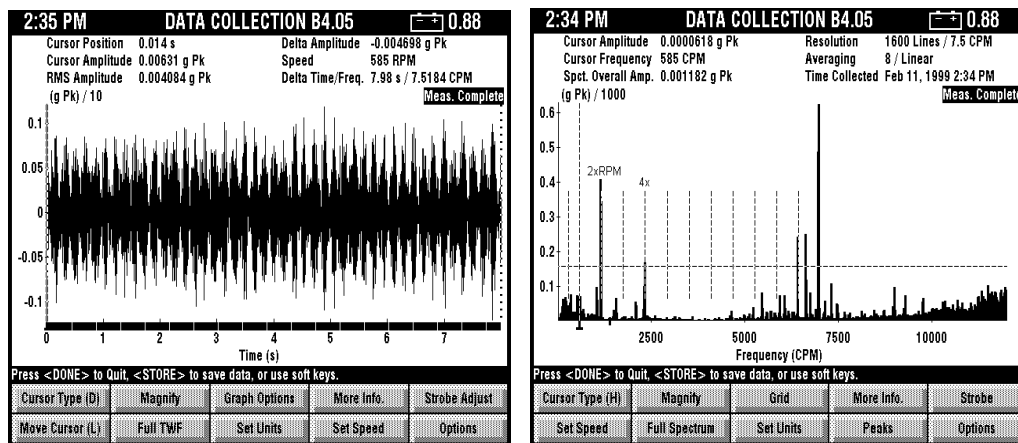 2:35 PM DATA COLLECTION B4.05 0.88
Cursor Position 0.014 s Delta Amplitude -0.004698 g Pk
Cursor Amplitude 0.00631 g Pk Speed 585 RPM
RMS Amplitude 0.004084 g Pk Delta Time/Freq. 7.98 s / 7.5184 CPM
(g Pk) / 10 Meas. Complete
0.1
0.05
0
-0.05
-0.1
0 1 2 3 4 5 6 7
Time (s)
Press <DONE> to Quit, <STORE> to save data, or use soft keys.
Cursor Type (D) Magnify Graph Options More Info. Strobe Adjust
Move Cursor (L) Full TWF Set Units Set Speed Options
2:34 PM DATA COLLECTION B4.05 0.88
Cursor Amplitude 0.0000618 g Pk Resolution 1600 Lines / 7.5 CPM
Cursor Frequency 585 CPM Averaging 8 / Linear
Spct. Overall Amp. 0.001182 g Pk Time Collected Feb 11, 1999 2:34 PM
(g Pk) / 1000 Meas. Complete
0.6
0.5
0.4
0.3
0.2
0.1
2xRPM
4x
2500 5000 7500 10000
Frequency (CPM)
Press <DONE> to Quit, <STORE> to save data, or use soft keys.
Cursor Type (H) Magnify Grid More Info. Strobe
Set Speed Full Spectrum Set Units Peaks Options